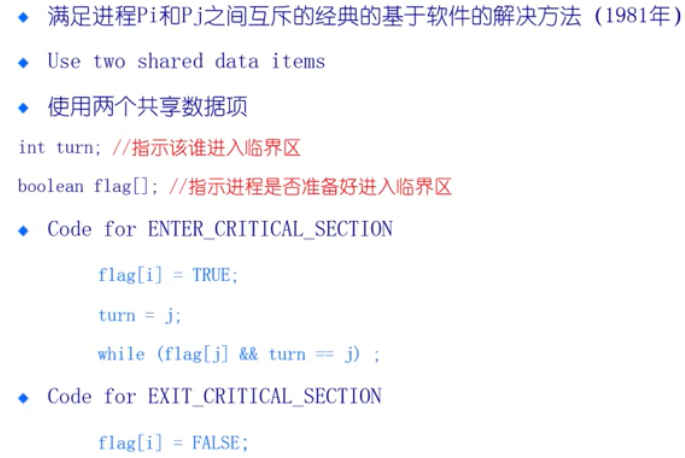 满足进程Pi和Pj之间互斥的经典的基于软件的解决方法 (1981年)
Use two shared data items
使用两个共享数据项
int turn; //指示该谁进入临界区
boolean flag[]; //指示进程是否准备好进入临界区
Code for ENTER_CRITICAL_SECTION
flag[i] = TRUE;
turn = j;
while (flag[j] && turn == j) ;
Code for EXIT_CRITICAL_SECTION
flag[i] = FALSE;